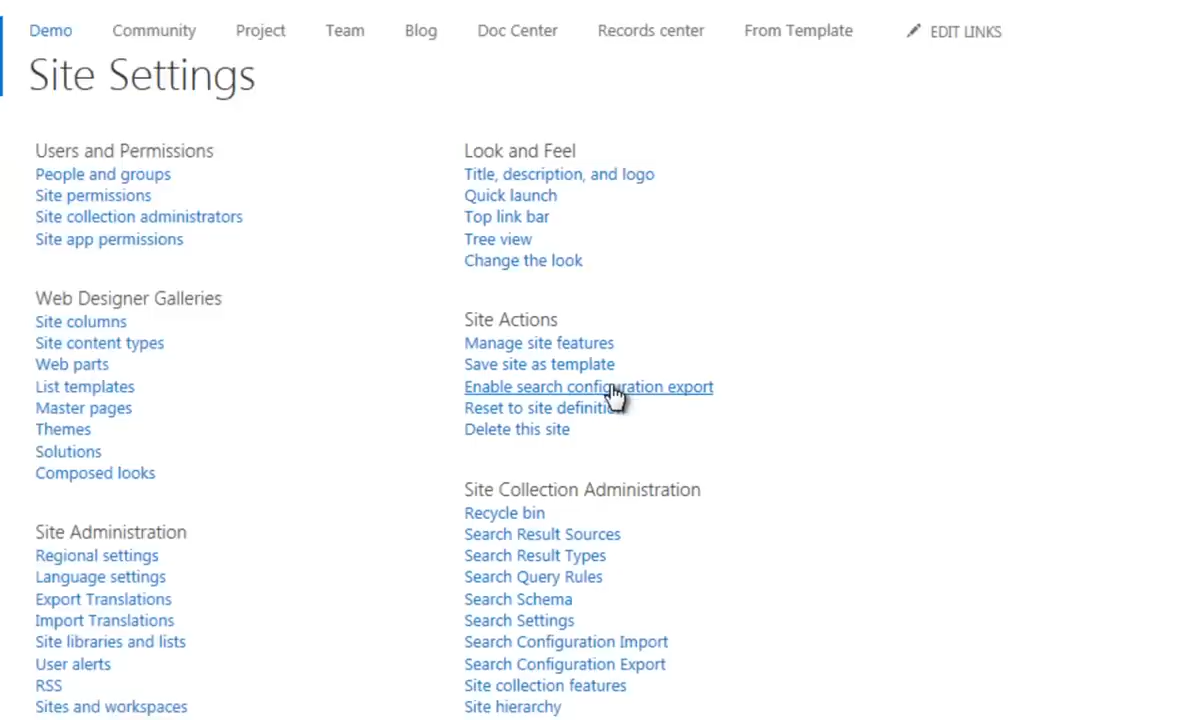 Demo Community Project Team Blog Doc Center Records center From Template EDIT LINKS
Site Settings
Users and Permissions
People and groups
Site permissions
Site collection administrators
Site app permissions
Web Designer Galleries
Site columns
Site content types
Web parts
List templates
Master pages
Themes
Solutions
Composed looks
Site Administration
Regional settings
Language settings
Export Translations
Import Translations
Site libraries and lists
User alerts
RSS
Sites and workspaces
Look and Feel
Title, description, and logo
Quick launch
Top link bar
Tree view
Change the look
Site Actions
Manage site features
Save site as template
Enable search configuration export
Reset to site definition
Delete this site
Site Collection Administration
Recycle bin
Search Result Sources
Search Result Types
Search Query Rules
Search Schema
Search Settings
Search Configuration Import
Search Configuration Export
Site collection features
Site hierarchy